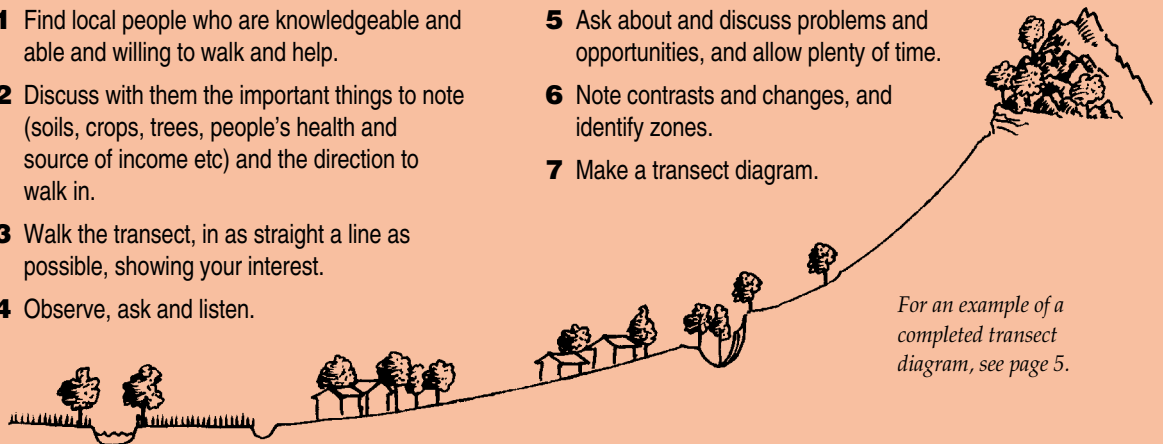 1 Find local people who are knowledgeable and
able and willing to walk and help.
2 Discuss with them the important things to note
(soils, crops, trees, people's health and
source of income etc) and the direction to
walk in.
3 Walk the transect, in as straight a line as
possible, showing your interest.
4 Observe, ask and listen.
5 Ask about and discuss problems and
opportunities, and allow plenty of time.
6 Note contrasts and changes, and
identify zones.
7 Make a transect diagram.
For an example of a
completed transect
diagram, see page 5.